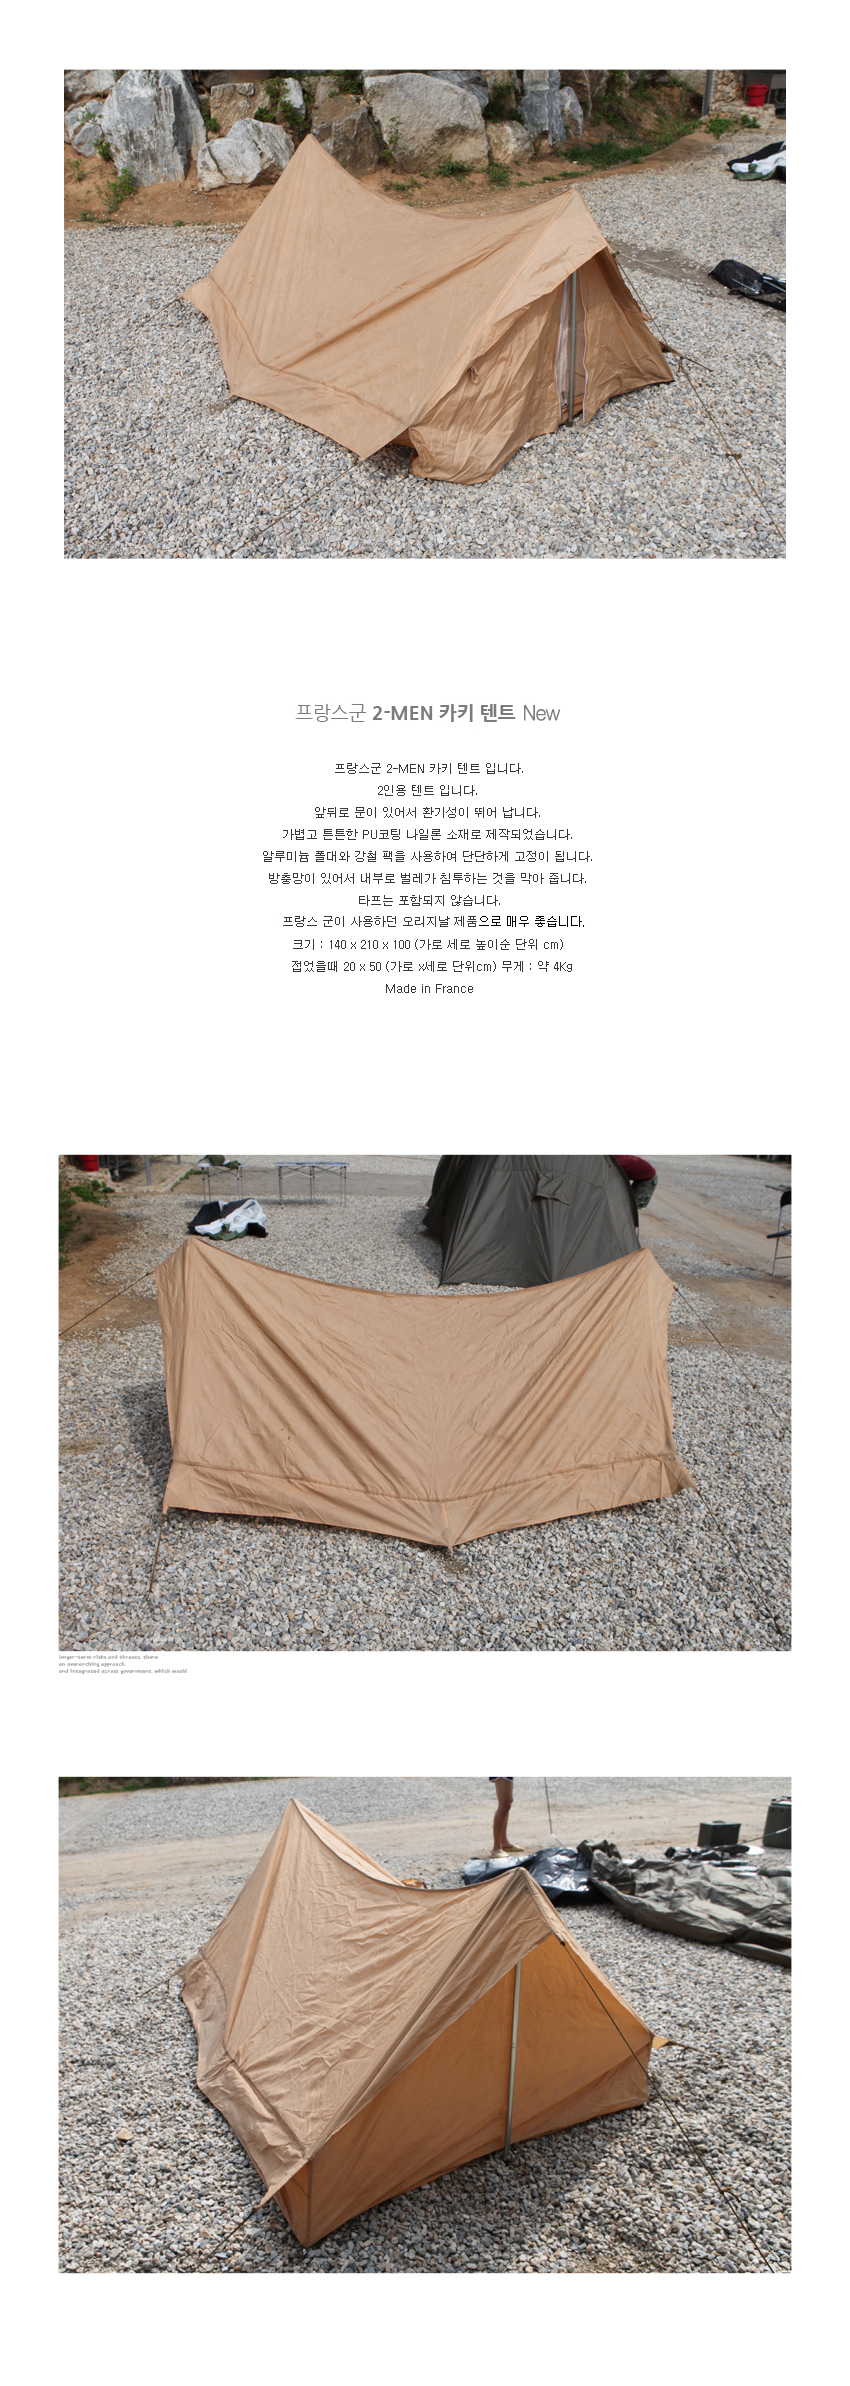 프랑스군 2-MEN 카키 텐트 New
프랑스군 2-MEN 카키 텐트 입니다.
2인용 텐트 입니다.
앞뒤로 문이 있어서 환기성이 뛰어 납니다.
가볍고 튼튼한 PU코팅 나일론 소재로 제작되었습니다.
알루미늄 폴대와 강철 팩을 사용하여 단단하게 고정이 됩니다.
방충망이 있어서 내부로 벌레가 침투하는 것을 막아 줍니다.
타프는 포함되지 않습니다.
프랑스 군이 사용하던 오리지날 제품으로 매우 좋습니다.
크기 : 140 x 210 x 100 (가로 세로 높이순 단위 cm)
접었을때 20 x 50 (가로 x세로 단위cm) 무게 : 약 4Kg
Made in France
longer-term risks and threats. there
an overarching approach.
and integrated across government. which would